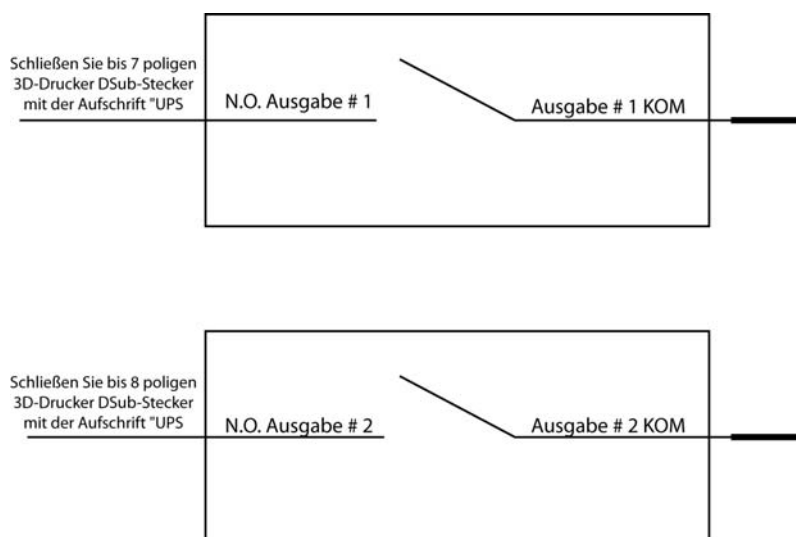 Schließen Sie bis 7 poligen
3D-Drucker DSub-Stecker
mit der Aufschrift "UPS
N.O. Ausgabe # 1
Ausgabe # 1 KOM
Schließen Sie bis 8 poligen
3D-Drucker DSub-Stecker
mit der Aufschrift "UPS
N.O. Ausgabe # 2
Ausgabe # 2 KOM